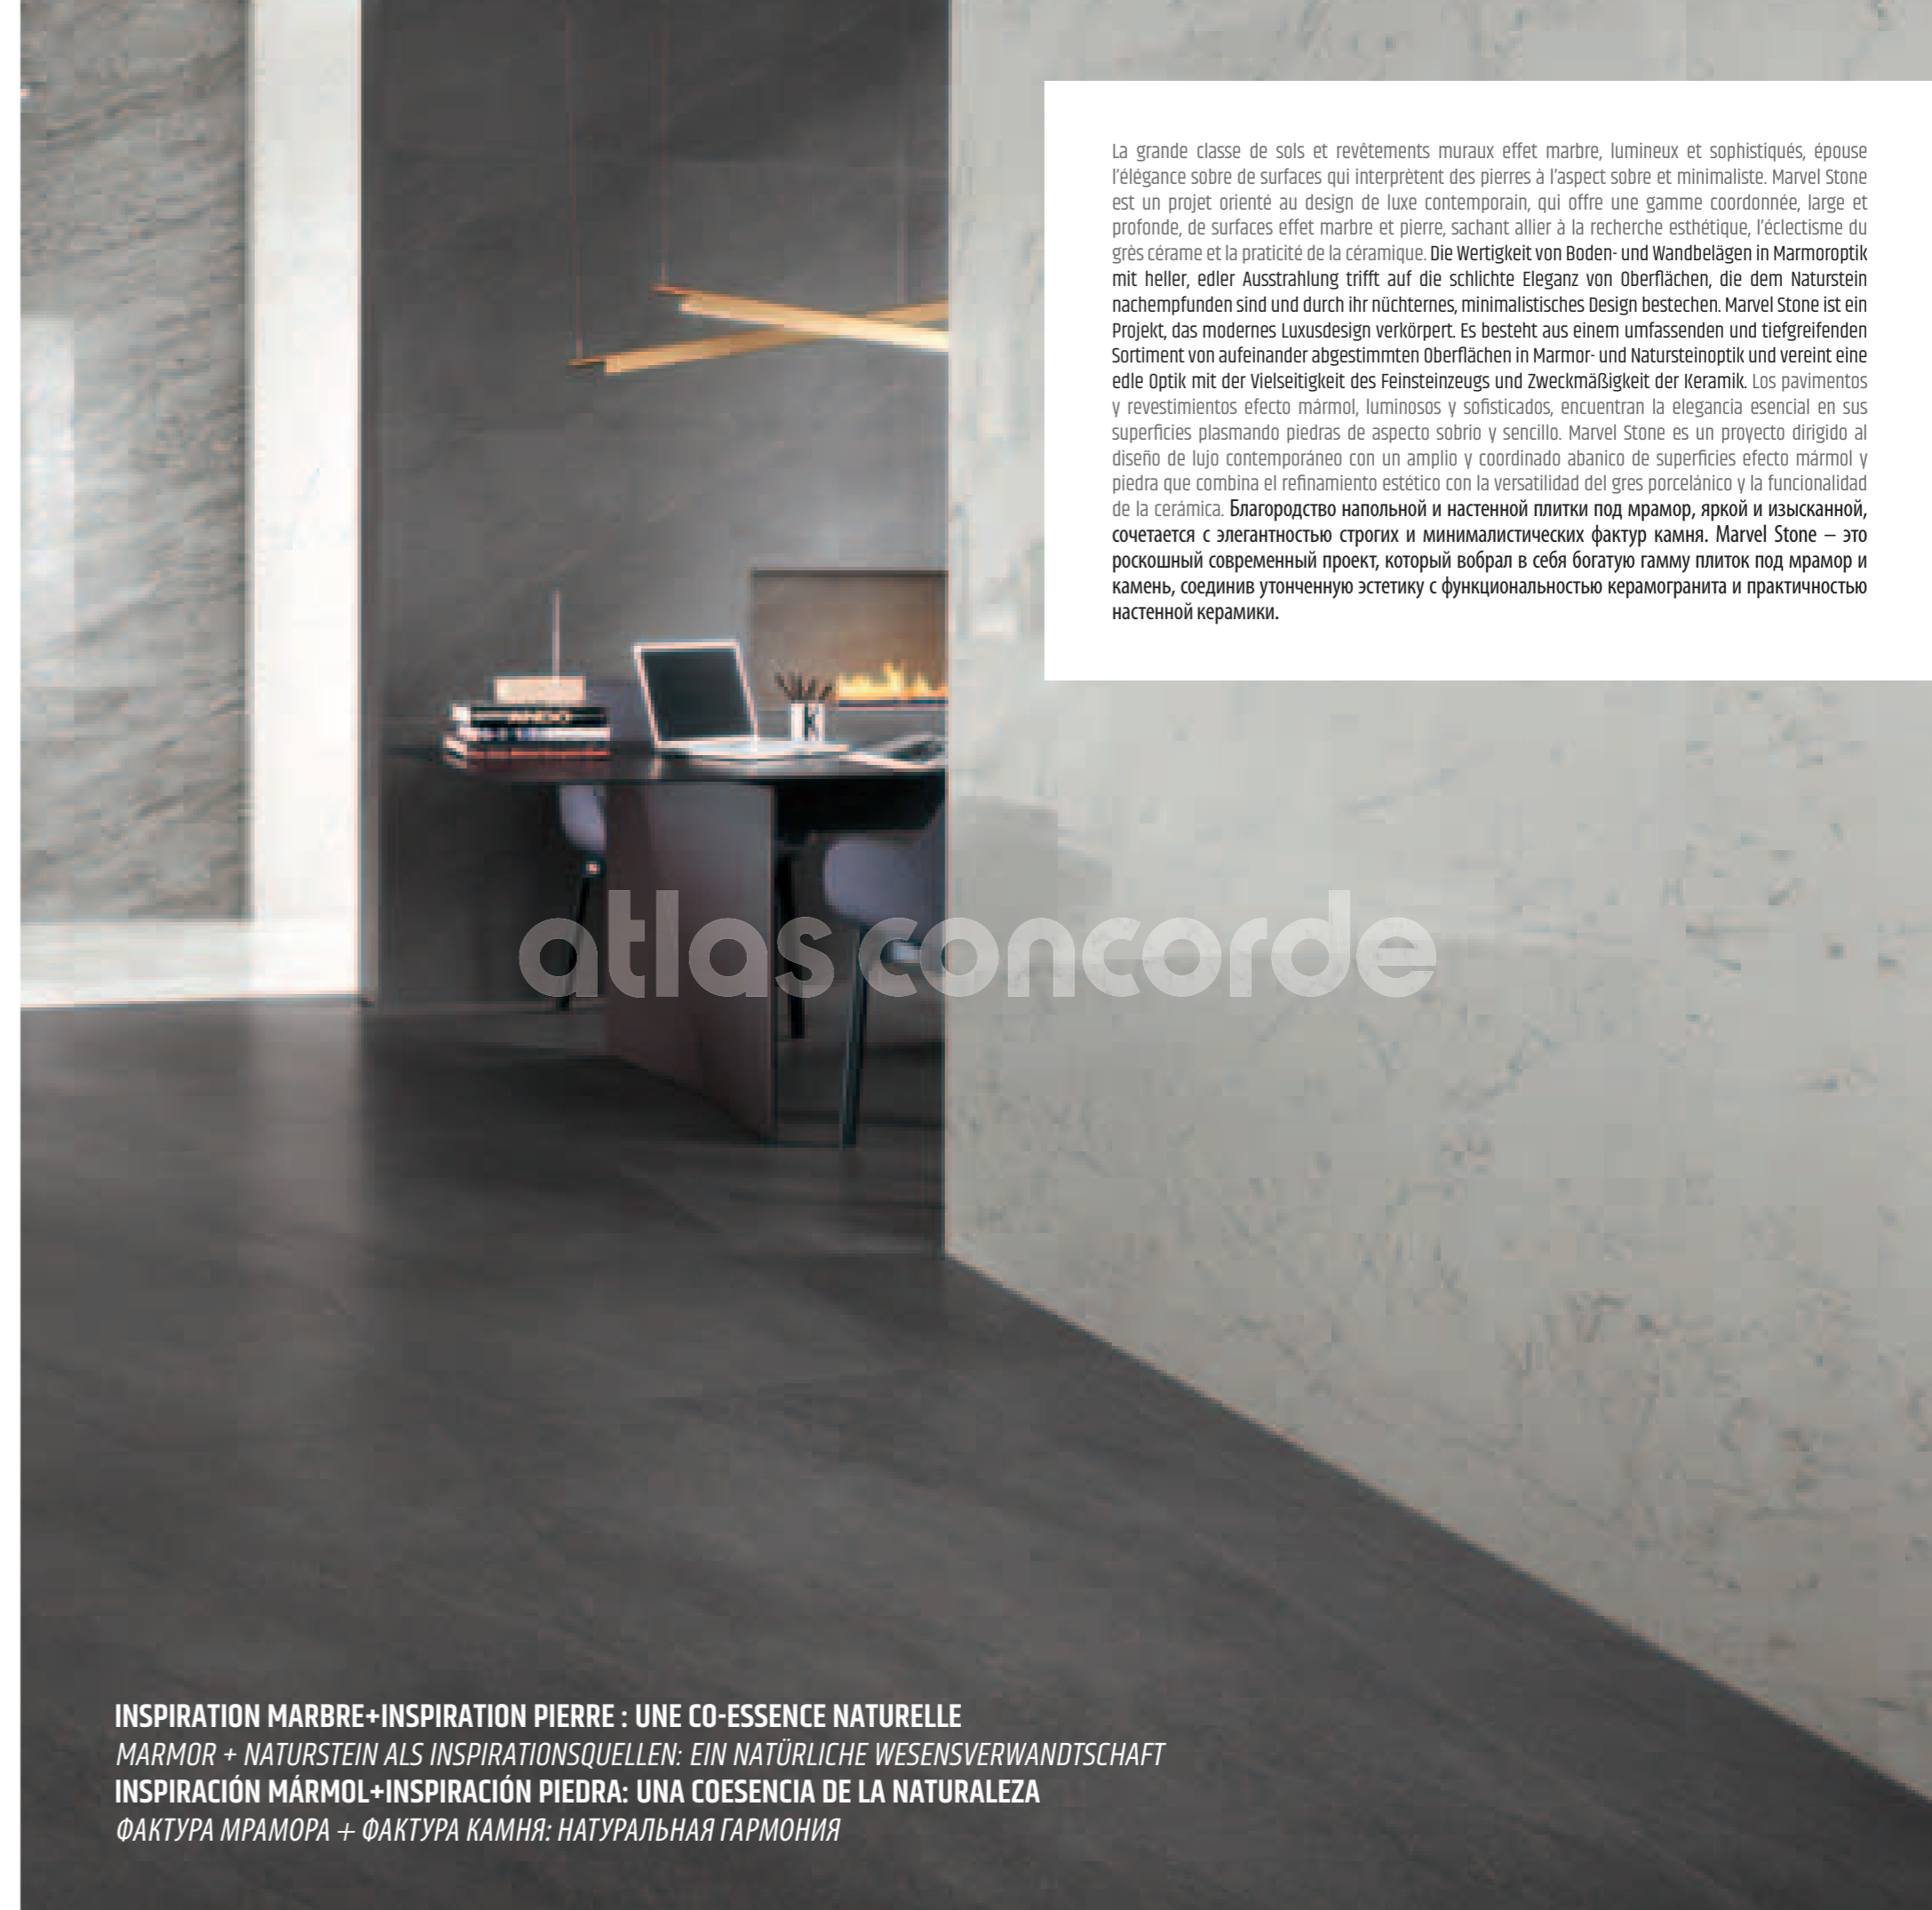 La grande classe de sols et revêtements muraux effet marbre, lumineux et sophistiqués, épouse
l'élégance sobre de surfaces qui interprètent des pierres à l'aspect sobre et minimaliste. Marvel Stone
est un projet orienté au design de luxe contemporain, qui offre une gamme coordonnée, large et
profonde, de surfaces effet marbre et pierre, sachant allier à la recherche esthétique, l'éclectisme du
grès cérame et la praticité de la céramique. Die Wertigkeit von Boden- und Wandbelägen in Marmoroptik
mit heller, edler Ausstrahlung trifft auf die schlichte Eleganz von Oberflächen, die dem Naturstein
nachempfunden sind und durch ihr nüchternes, minimalistisches Design bestechen. Marvel Stone ist ein
Projekt, das modernes Luxusdesign verkörpert. Es besteht aus einem umfassenden und tiefgreifenden
Sortiment von aufeinander abgestimmten Oberflächen in Marmor- und Natursteinoptik und vereint eine
edle Optik mit der Vielseitigkeit des Feinsteinzeugs und Zweckmäßigkeit der Keramik. Los pavimentos
y revestimientos efecto mármol, luminosos y sofisticados, encuentran la elegancia esencial en sus
superficies plasmando piedras de aspecto sobrio y sencillo. Marvel Stone es un proyecto dirigido al
diseño de lujo contemporáneo con un amplio y coordinado abanico de superficies efecto mármol y
piedra que combina el refinamiento estético con la versatilidad del gres porcelánico y la funcionalidad
de la cerámica. Благородство напольной и настенной плитки под мрамор, яркой и изысканной,
сочетается с элегантностью строгих и минималистических фактур камня. Marvel Stone – это
роскошный современный проект, который вобрал в себя богатую гамму плиток под мрамор и
камень, соединив утонченную эстетику с функциональностью керамогранита и практичностью
настенной керамики.
atlas concorde
INSPIRATION MARBRE+INSPIRATION PIERRE : UNE CO-ESSENCE NATURELLE
MARMOR + NATURSTEIN ALS INSPIRATIONSQUELLEN: EIN NATÜRLICHE WESENSVERWANDTSCHAFT
INSPIRACIÓN MÁRMOL+INSPIRACIÓN PIEDRA: UNA COESENCIA DE LA NATURALEZA
ФАКТУРА МРАМОРА + ФАКТУРА КАМНЯ: НАТУРАЛЬНАЯ ГАРМОНИЯ